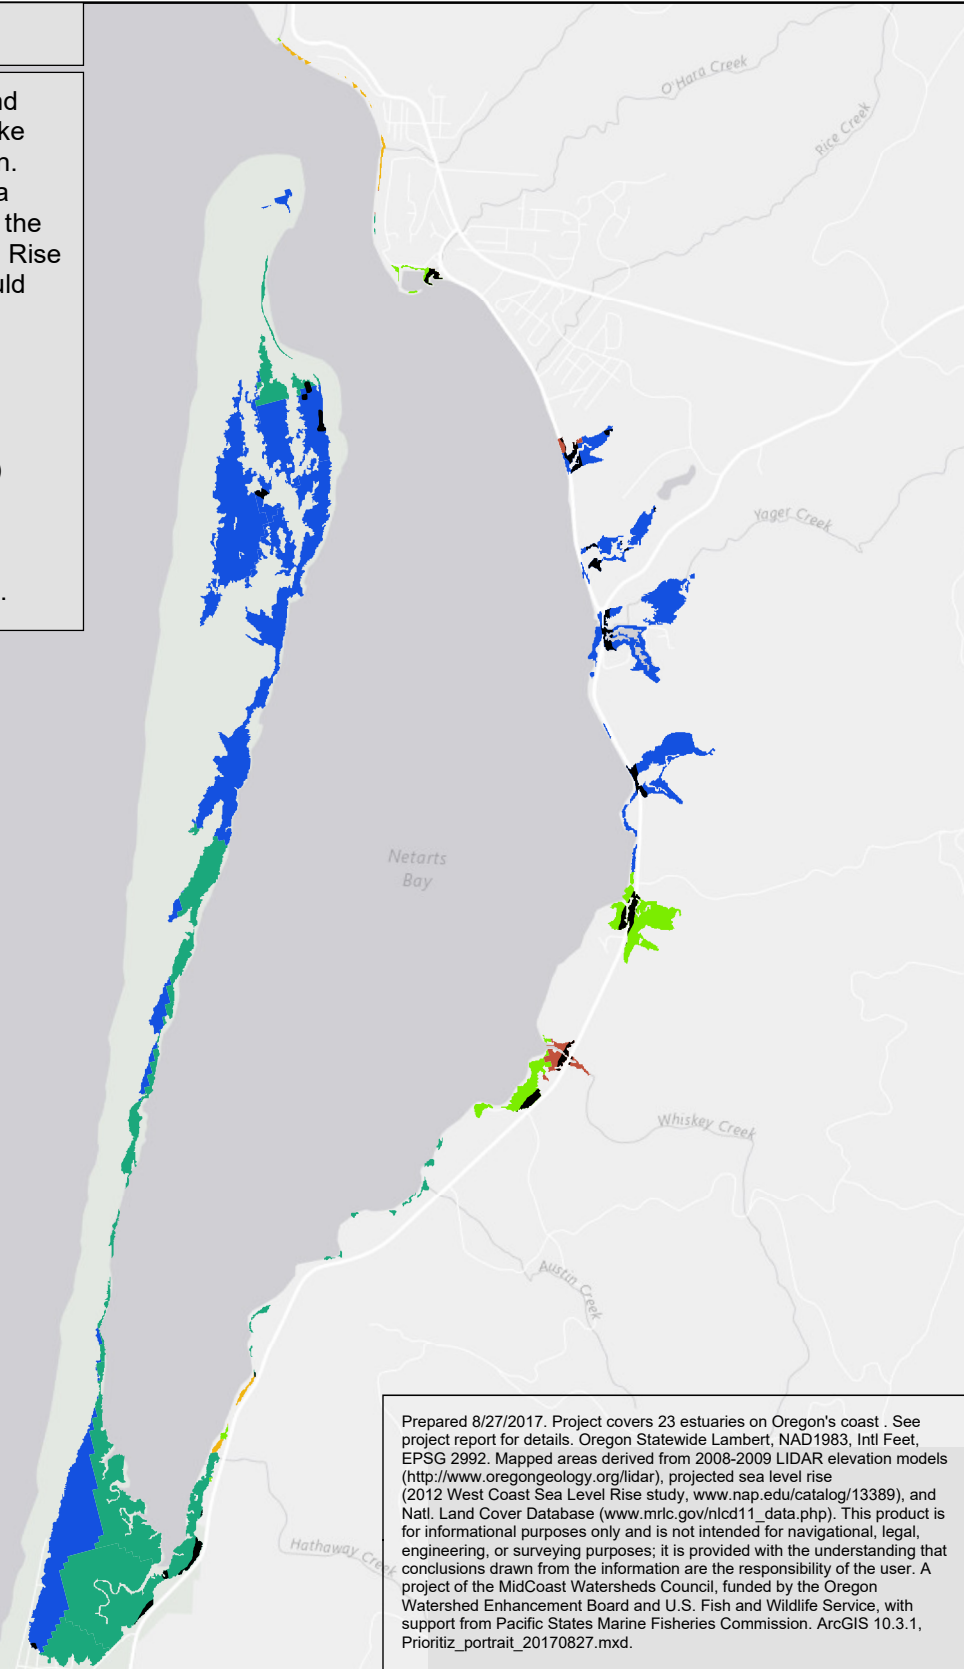 nd
ke
n.
a
the
Rise
uld
)
.
O'Hara Creek
Rice Creek
Yager Creek
Netarts
Bay
Whiskey Creek
Austin Creek
Hathaway Creek
Prepared 8/27/2017. Project covers 23 estuaries on Oregon's coast . See
project report for details. Oregon Statewide Lambert, NAD1983, Intl Feet,
EPSG 2992. Mapped areas derived from 2008-2009 LIDAR elevation models
(http://www.oregongeology.org/lidar), projected sea level rise
(2012 West Coast Sea Level Rise study, www.nap.edu/catalog/13389), and
Natl. Land Cover Database (www.mrlc.gov/nlcd11_data.php). This product is
for informational purposes only and is not intended for navigational, legal,
engineering, or surveying purposes; it is provided with the understanding that
conclusions drawn from the information are the responsibility of the user. A
project of the MidCoast Watersheds Council, funded by the Oregon
Watershed Enhancement Board and U.S. Fish and Wildlife Service, with
support from Pacific States Marine Fisheries Commission. ArcGIS 10.3.1,
Prioritiz_portrait_20170827.mxd.